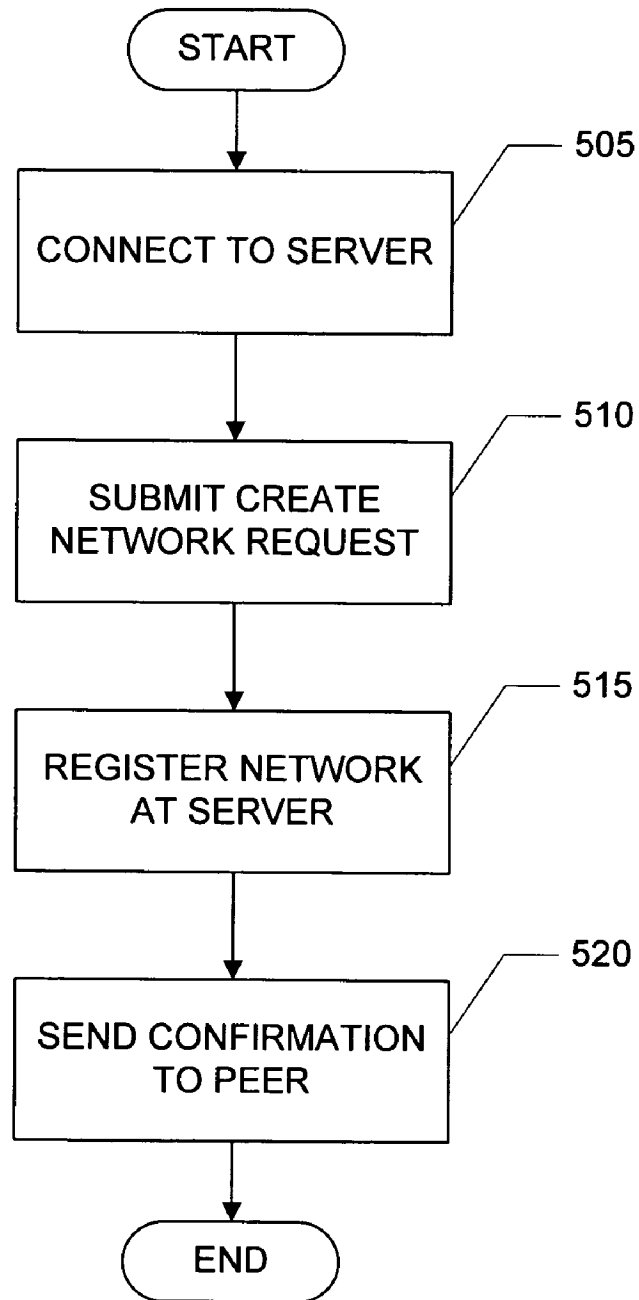 START
505
CONNECT TO SERVER
510
SUBMIT CREATE
NETWORK REQUEST
515
REGISTER NETWORK
AT SERVER
520
SEND CONFIRMATION
TO PEER
END